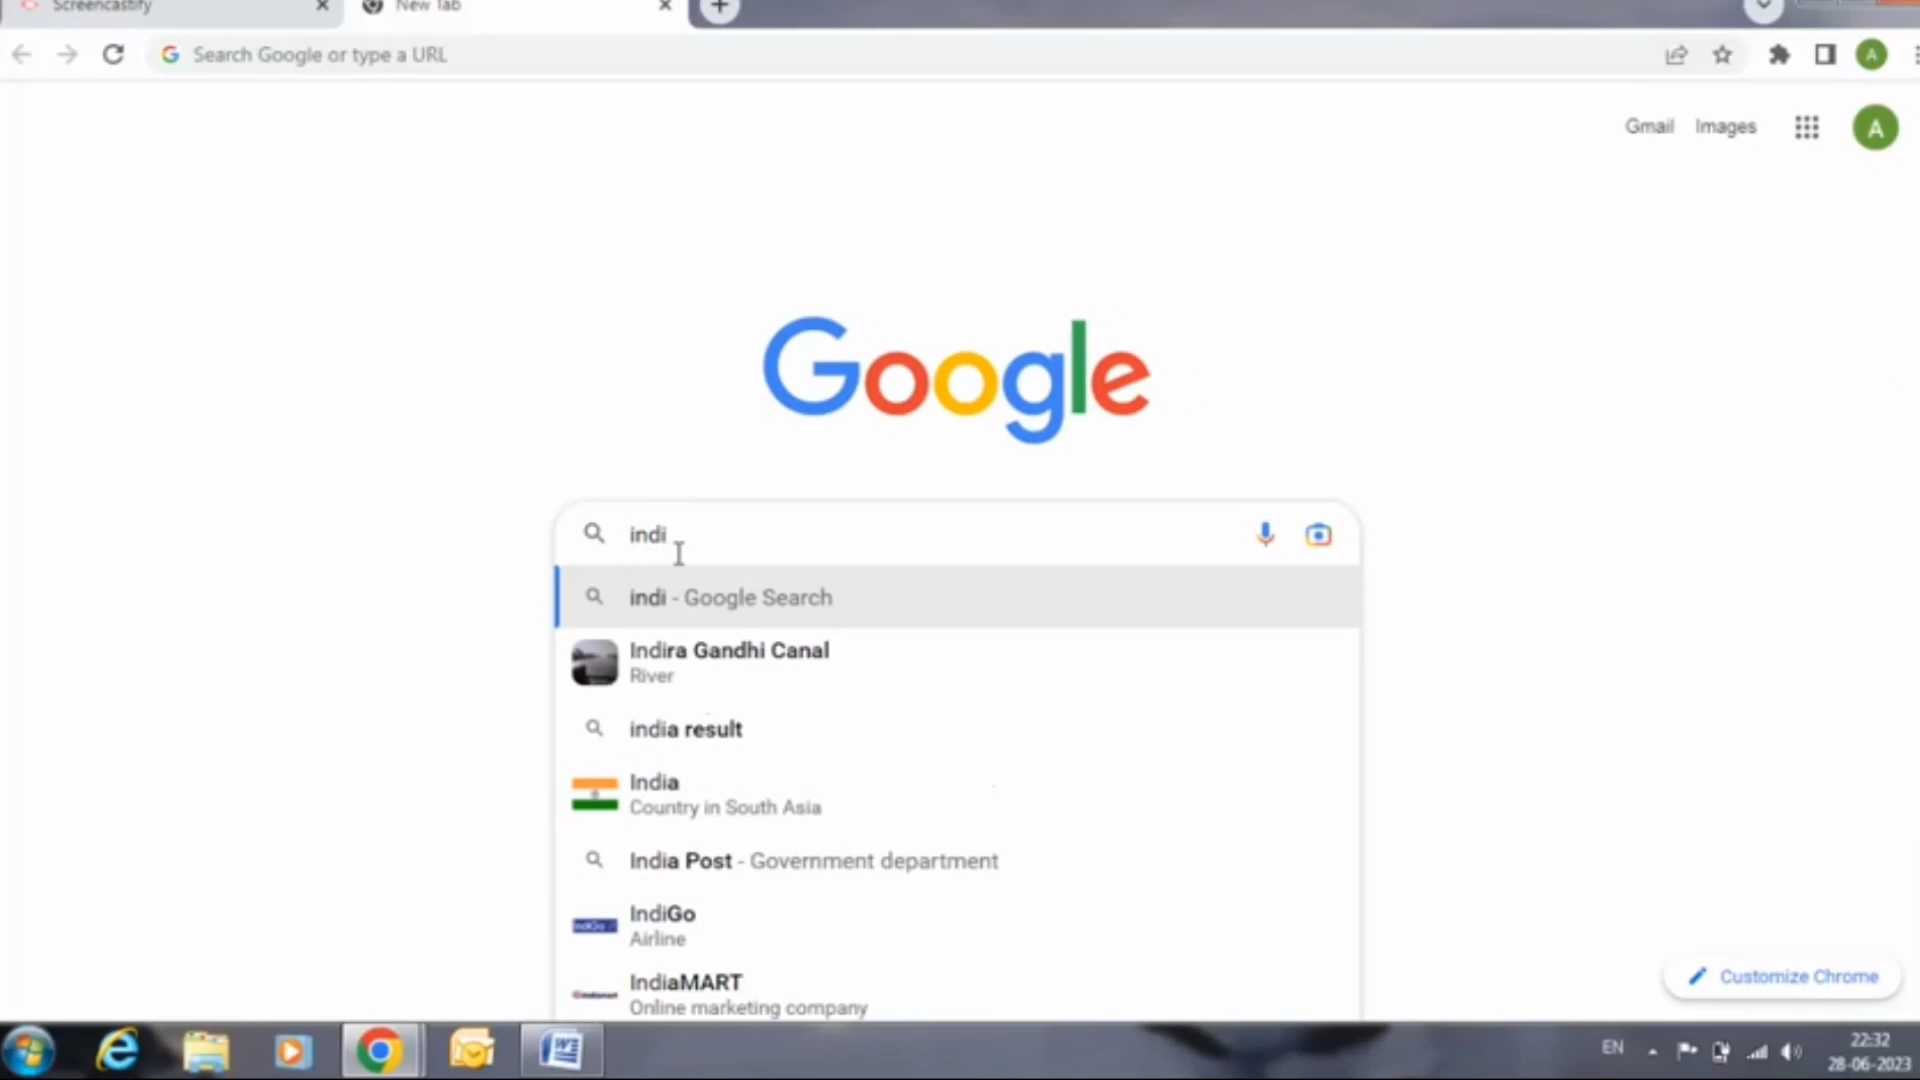 Screencastify
New Tab
Search Google or type a URL
A
Gmail Images
A
Google
indi
indi - Google Search
Indira Gandhi Canal
River
india result
India
Country in South Asia
India Post - Government department
IndiGo
IndiGo
Airline
IndiaMART
Online marketing company
Customize Chrome
EN
22:32
28-06-2023